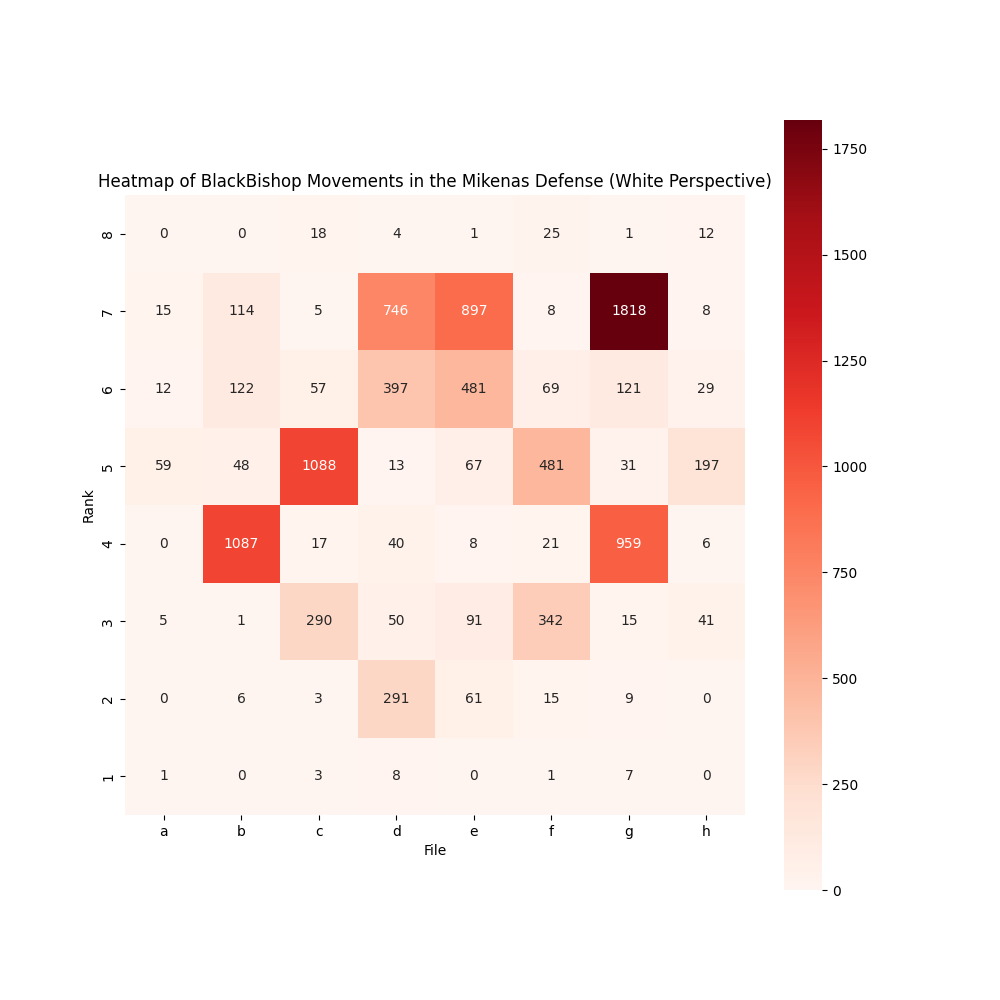 Heatmap of BlackBishop Movements in the Mikenas Defense (White Perspective)
8 0 0 18 4 1 25 1 12
7 15 114 5 746 897 8 1818 8
6 12 122 57 397 481 69 121 29
5 59 48 1088 13 67 481 31 197
4 0 1087 17 40 8 21 959 6
3 5 1 290 50 91 342 15 41
2 0 6 3 291 61 15 9 0
1 1 0 3 8 0 1 7 0
a b c d e f g h
File
Rank
1750
1500
1250
1000
750
500
250
0